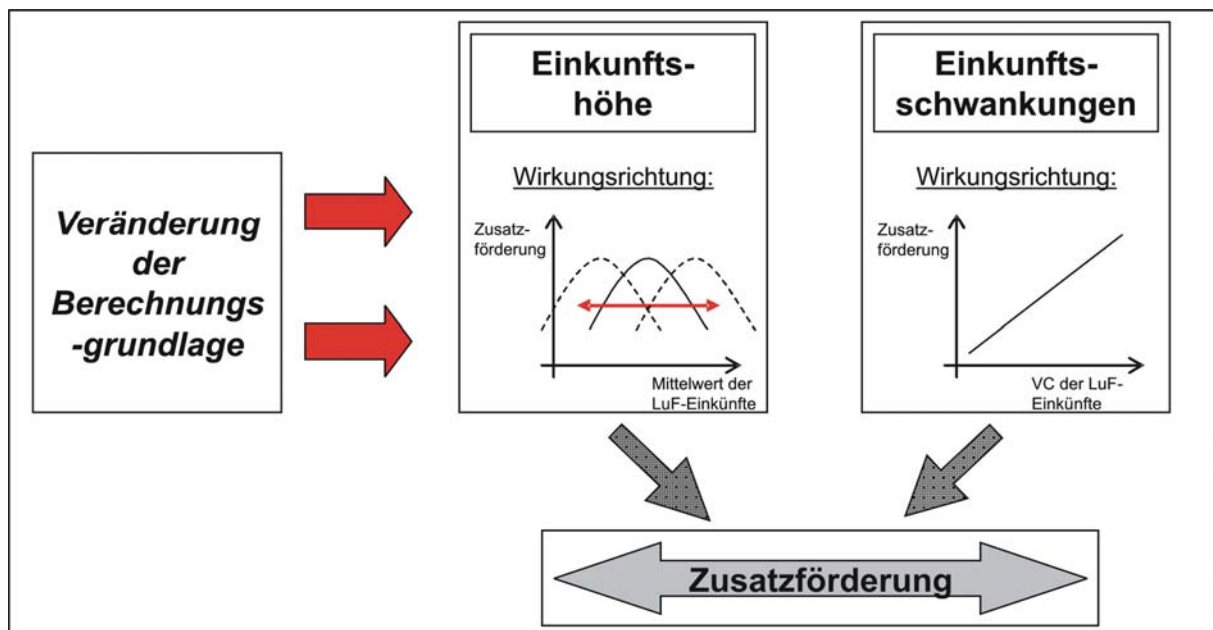 Veränderung
der
Berechnungs
-grundlage
Einkunfts-
höhe
Wirkungsrichtung:
Zusatz-
förderung
Mittelwert der
LuF-Einkünfte
Einkunfts-
schwankungen
Wirkungsrichtung:
Zusatz-
förderung
VC der LuF-
Einkünfte
Zusatzförderung